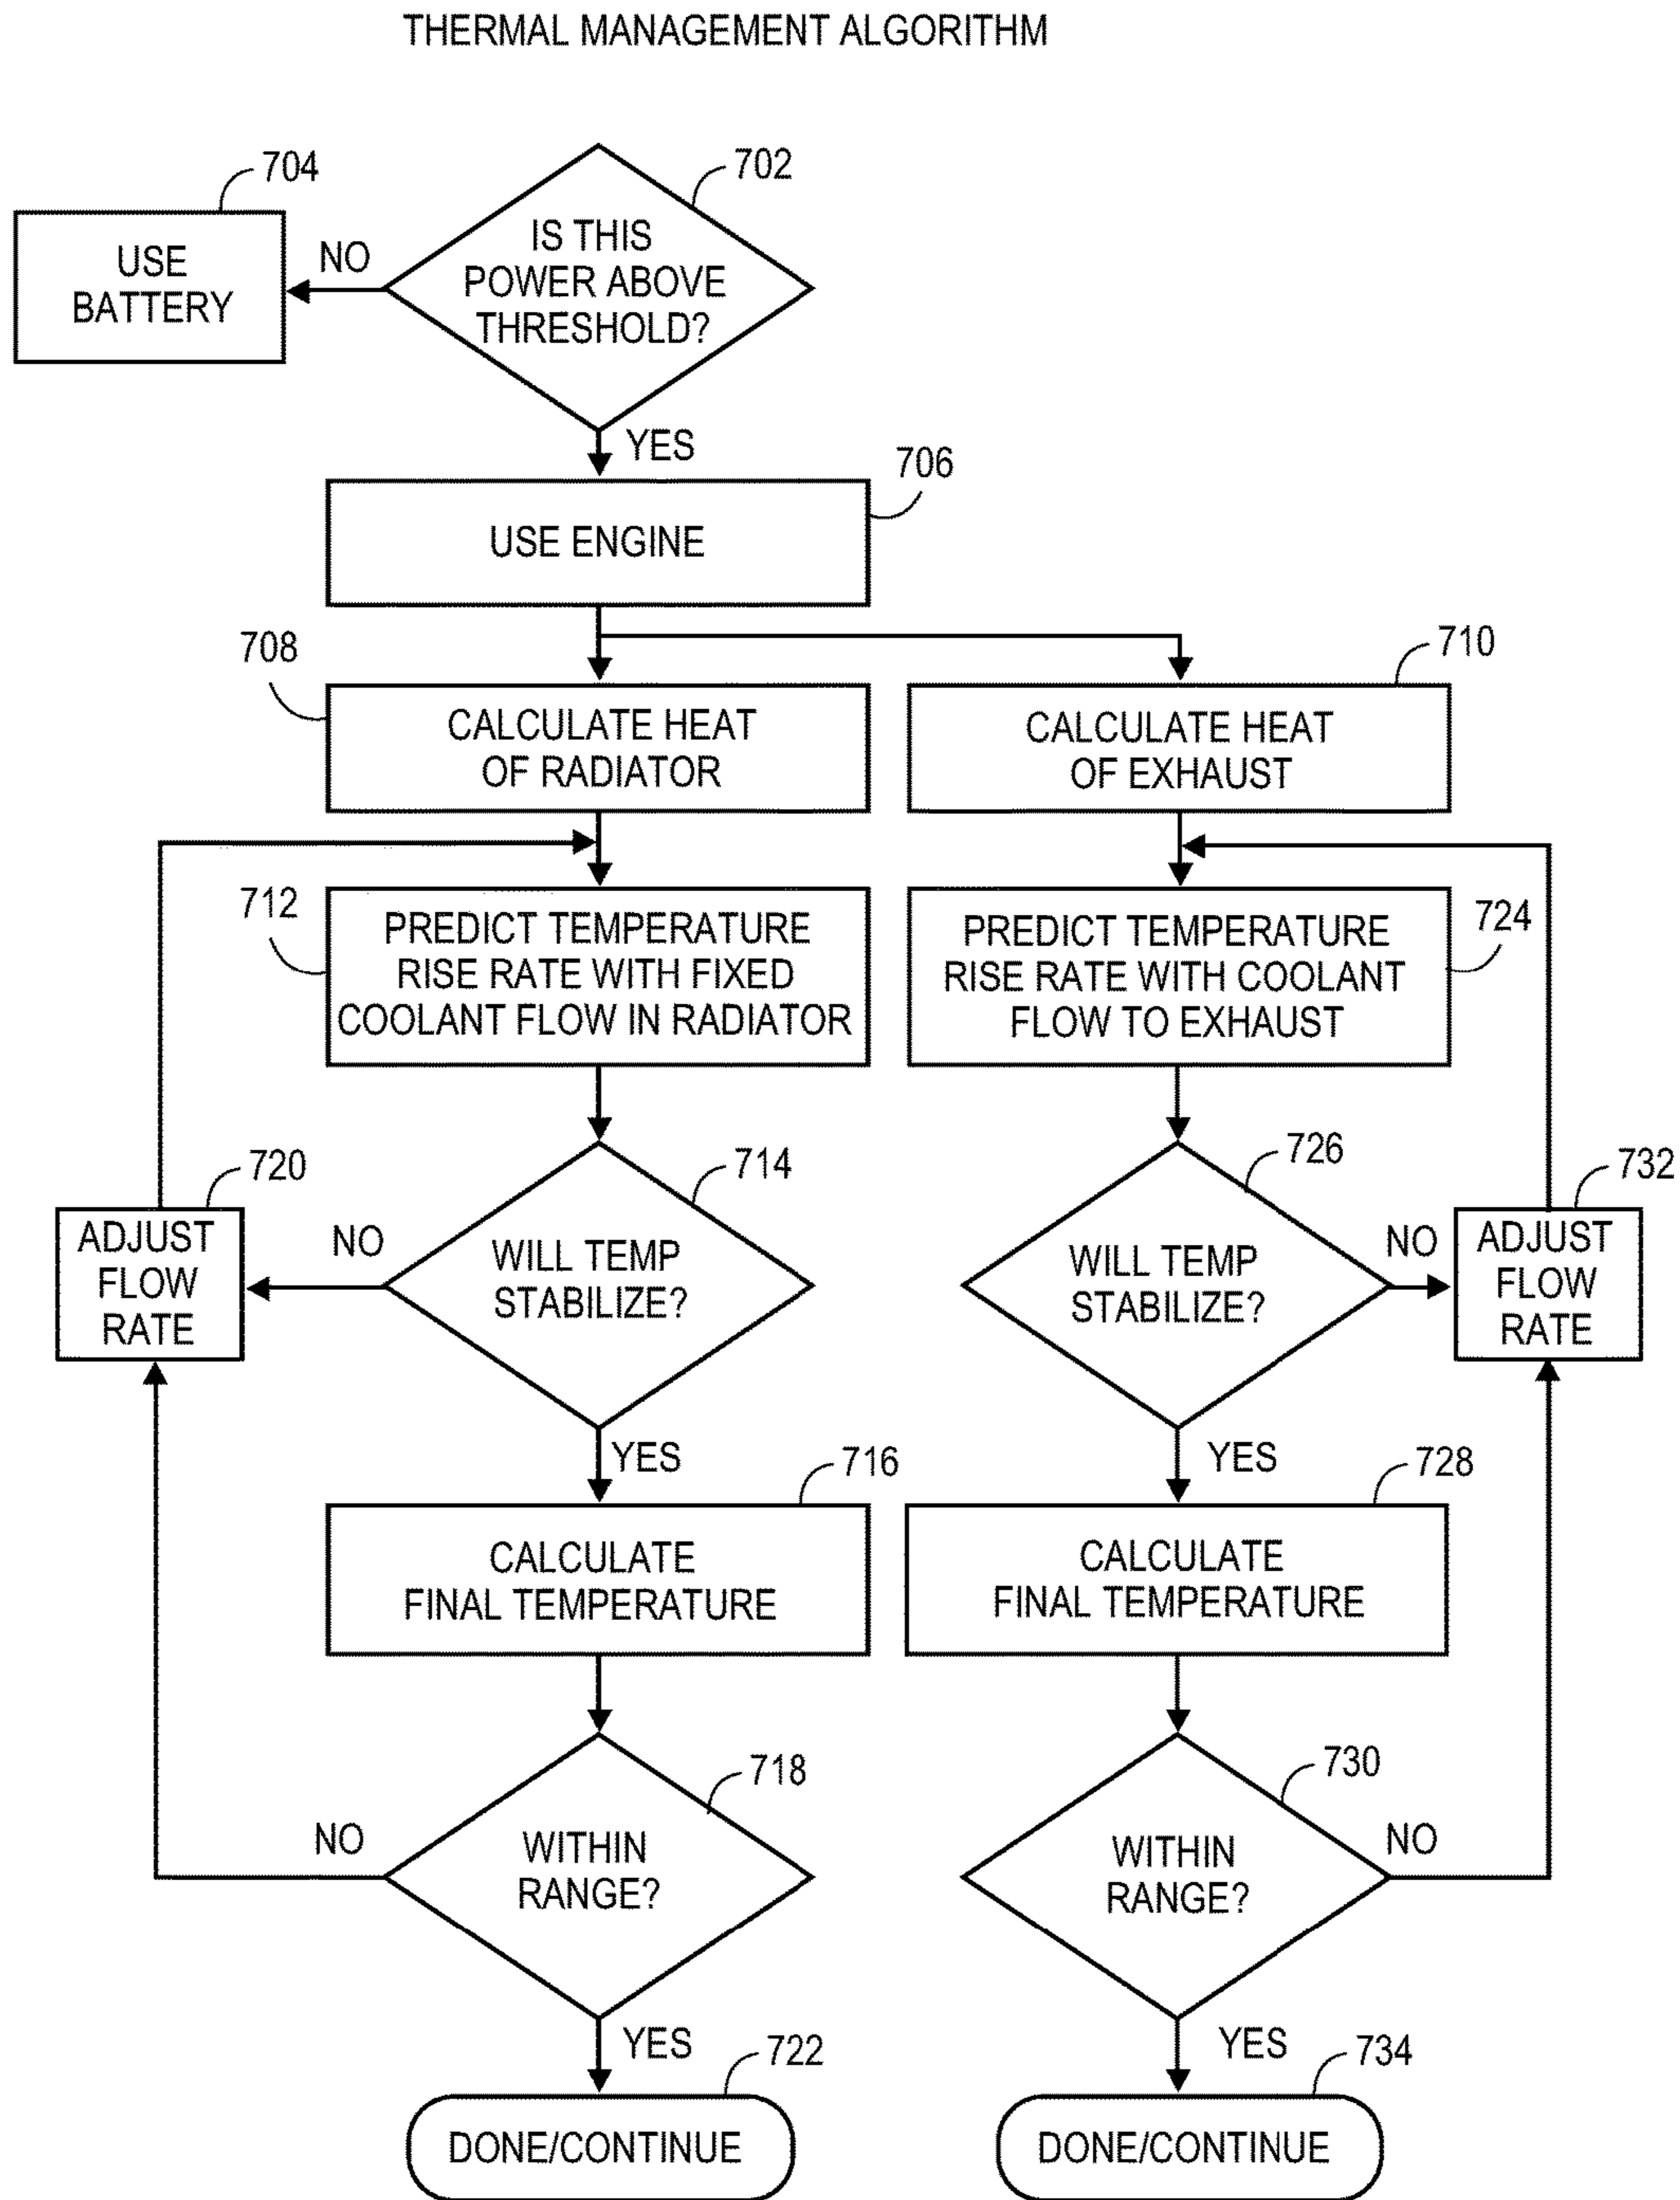 THERMAL MANAGEMENT ALGORITHM
704
702
USE
BATTERY
NO
IS THIS
POWER ABOVE
THRESHOLD?
YES
706
USE ENGINE
708
710
CALCULATE HEAT
OF RADIATOR
CALCULATE HEAT
OF EXHAUST
712
PREDICT TEMPERATURE
RISE RATE WITH FIXED
COOLANT FLOW IN RADIATOR
724
PREDICT TEMPERATURE
RISE RATE WITH COOLANT
FLOW TO EXHAUST
720
714
726
732
ADJUST
FLOW
RATE
NO
WILL TEMP
STABILIZE?
WILL TEMP
STABILIZE?
NO
ADJUST
FLOW
RATE
YES
716
YES
728
CALCULATE
FINAL TEMPERATURE
CALCULATE
FINAL TEMPERATURE
718
730
NO
WITHIN
RANGE?
WITHIN
RANGE?
NO
YES
722
YES
734
DONE/CONTINUE
DONE/CONTINUE